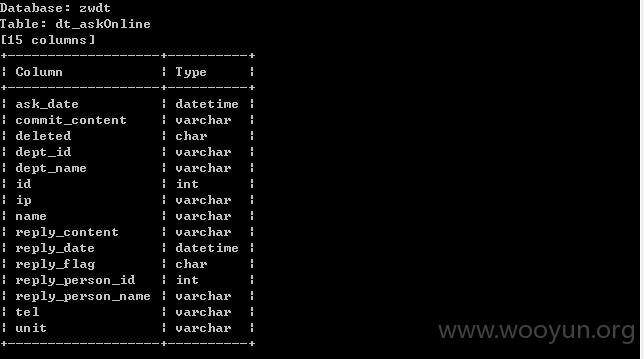 Database: zwdt
Table: dt_askOnline
[15 columns]
+-------------------+----------+
¦ Column            ¦ Type     ¦
+-------------------+----------+
¦ ask_date          ¦ datetime ¦
¦ commit_content    ¦ varchar  ¦
¦ deleted           ¦ char     ¦
¦ dept_id           ¦ varchar  ¦
¦ dept_name         ¦ varchar  ¦
¦ id                ¦ int      ¦
¦ ip                ¦ varchar  ¦
¦ name              ¦ varchar  ¦
¦ reply_content     ¦ varchar  ¦
¦ reply_date        ¦ datetime ¦
¦ reply_flag        ¦ char     ¦
¦ reply_person_id   ¦ int      ¦
¦ reply_person_name ¦ varchar  ¦
¦ tel               ¦ varchar  ¦
¦ unit              ¦ varchar  ¦
+-------------------+----------+
www.wooyun.org